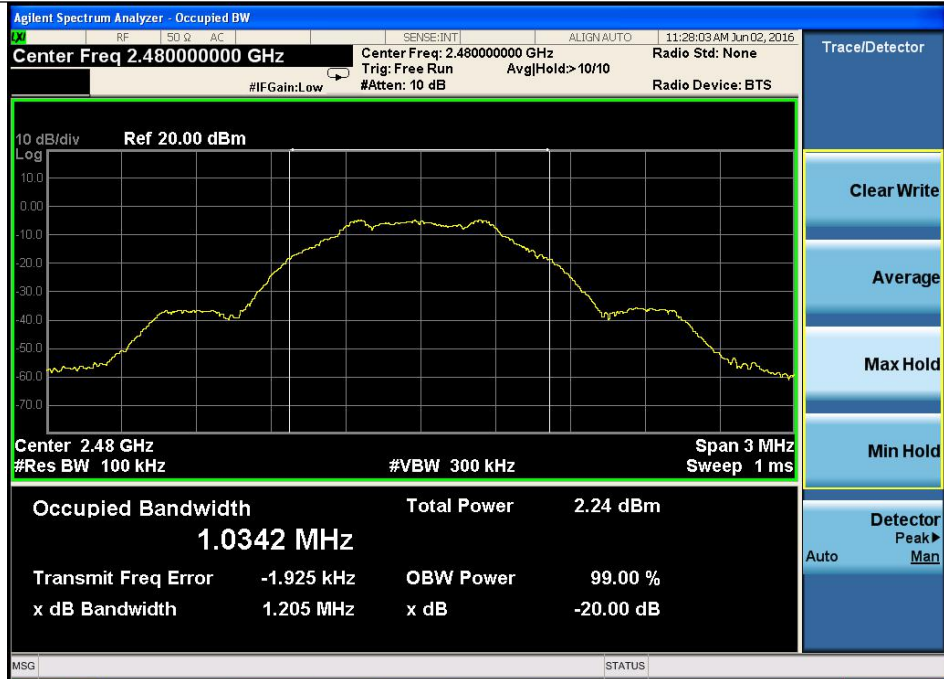 Agilent Spectrum Analyzer - Occupied BW
LXI RF 50 Ω AC SENSE:INT ALIGN AUTO 11:28:03 AM Jun 02, 2016
Center Freq 2.480000000 GHz
Center Freq: 2.480000000 GHz
Radio Std: None
Trig: Free Run Avg|Hold:> 10/10
#IFGain:Low #Atten: 10 dB Radio Device: BTS
10 dB/div Ref 20.00 dBm
Log
10.0
0.00
-10.0
-20.0
-30.0
-40.0
-50.0
-60.0
-70.0
Center 2.48 GHz Span 3 MHz
#Res BW 100 kHz #VBW 300 kHz Sweep 1 ms
Occupied Bandwidth Total Power 2.24 dBm
1.0342 MHz
Transmit Freq Error -1.925 kHz OBW Power 99.00 %
x dB Bandwidth 1.205 MHz x dB -20.00 dB
Trace/Detector
Clear Write
Average
Max Hold
Min Hold
Detector
Peak▶
Auto Man
MSG STATUS